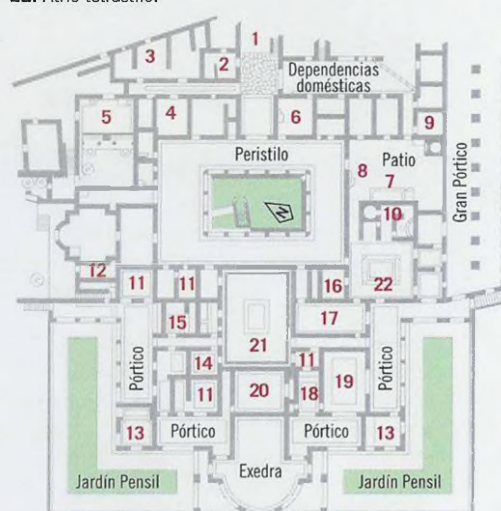 22. Atrio tetrástilo.
1
3
2
Dependencias
domésticas
5
4
6
9
Peristilo
Patio
8
7
Gran Pórtico
N
10
12
11
11
16
22
15
17
Pórtico
21
11
Pórtico
14
11
20
18
19
13
Pórtico
Pórtico
13
Exedra
Jardín Pensil
Jardín Pensil